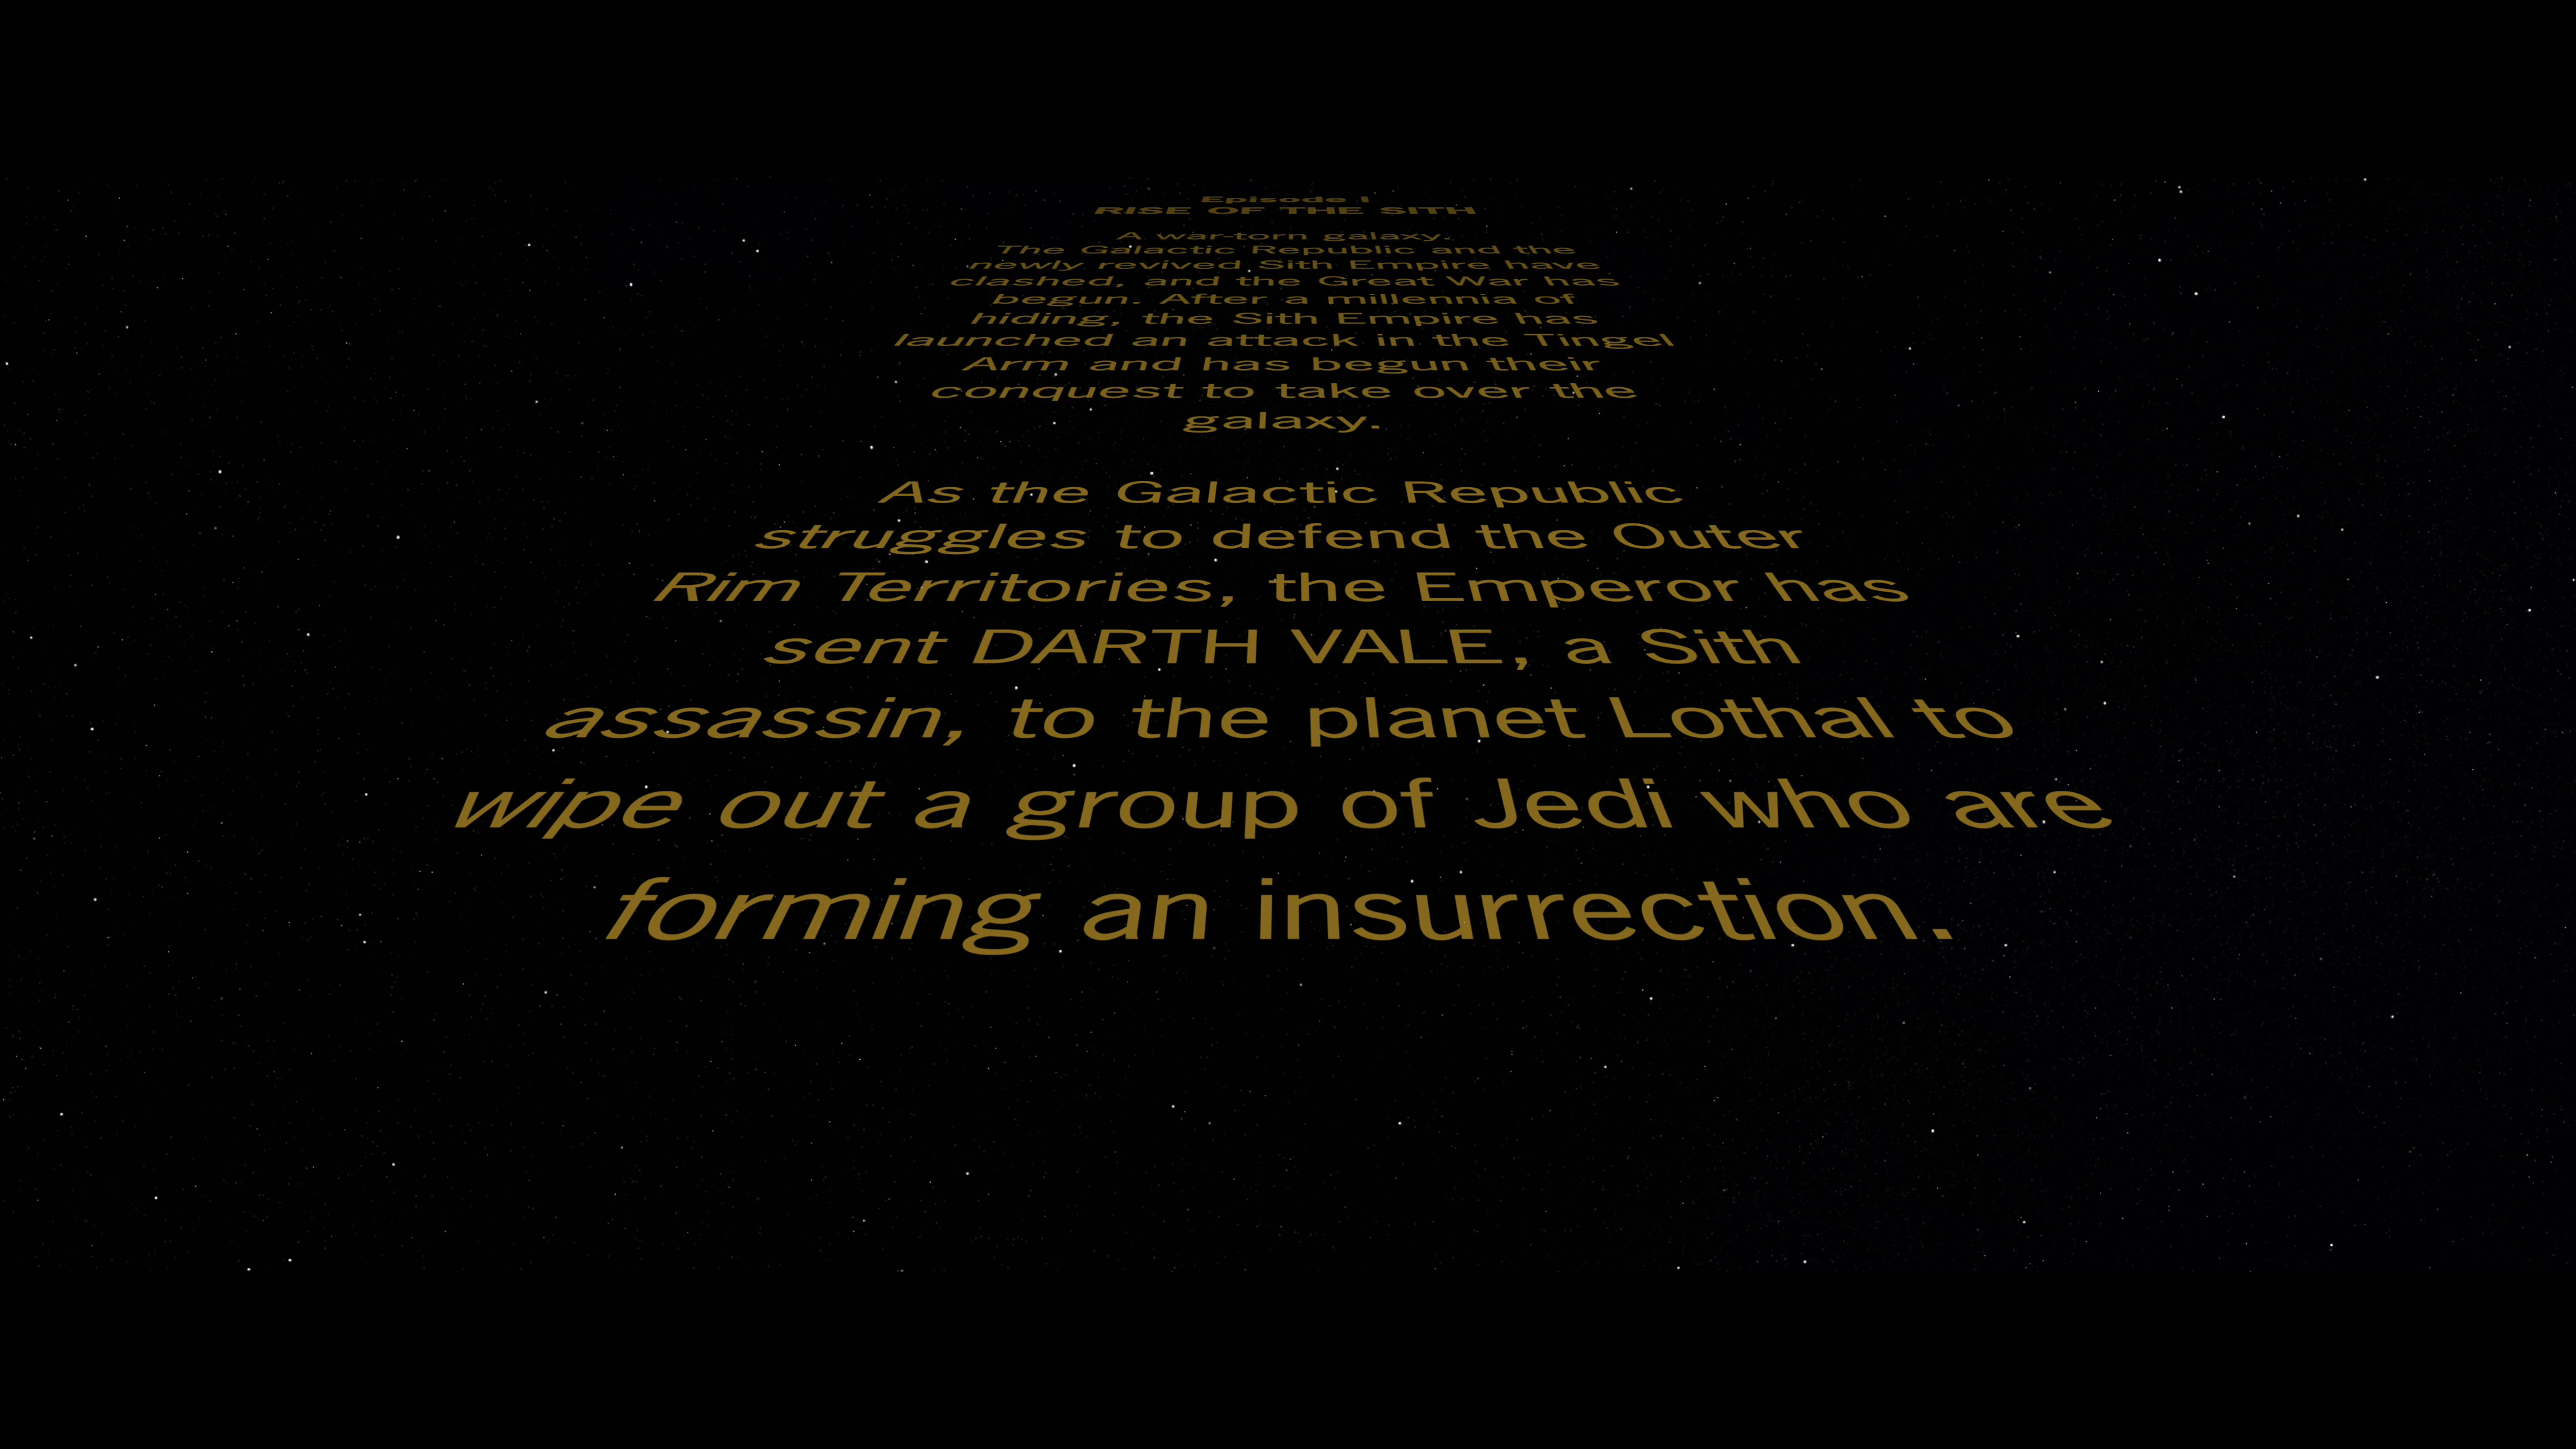 Episode I
RISE OF THE SITH
A war-torn galaxy.
The Galactic Republic and the
newly revived Sith Empire have
clashed, and the Great War has
begun. After a millennia of
hiding, the Sith Empire has
launched an attack in the Tingel
Arm and has begun their
conquest to take over the
galaxy.
As the Galactic Republic
struggles to defend the Outer
Rim Territories, the Emperor has
sent DARTH VALE, a Sith
assassin, to the planet Lothal to
wipe out a group of Jedi who are
forming an insurrection.